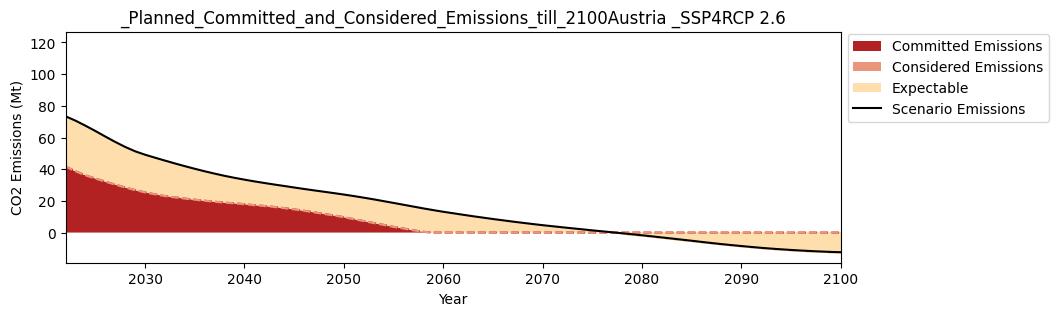 _Planned_Committed_and_Considered_Emissions_till_2100Austria _SSP4RCP 2.6
120
100
80
60
40
20
0
CO2 Emissions (Mt)
2030 2040 2050 2060 2070 2080 2090 2100
Year
Committed Emissions
Considered Emissions
Expectable
Scenario Emissions